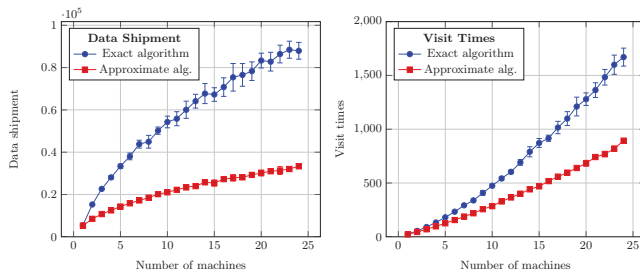 ·10⁵
Data Shipment
Exact algorithm
Approximate alg.
1
0.8
0.6
0.4
0.2
0
0
5
10
15
20
25
Data shipment
Number of machines
Visit Times
Exact algorithm
Approximate alg.
2,000
1,500
1,000
500
0
0
5
10
15
20
25
Visit times
Number of machines